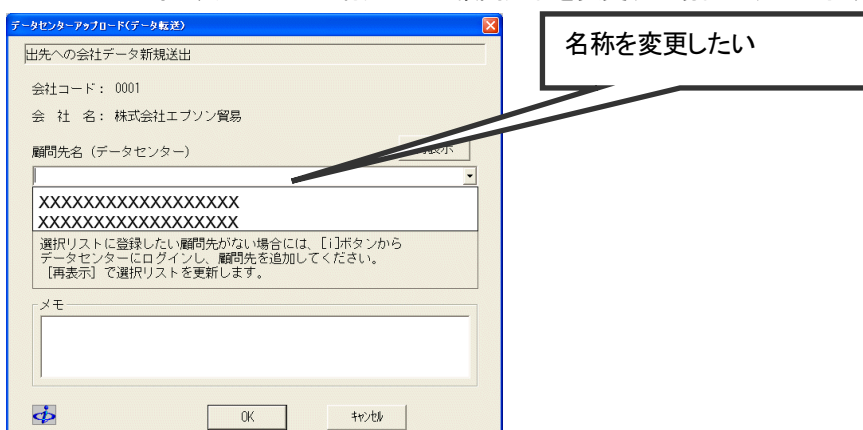 データセンターアップロード(データ転送)
名称を変更したい
出先への会社データ新規送出
会社コード： 0001
会 社 名： 株式会社エプソン貿易
顧問先名（データセンター）
表示
XXXXXXXXXXXXXXXXXX
XXXXXXXXXXXXXXXXXX
選択リストに登録したい顧問先がない場合には、[i]ボタンから
データセンターにログインし、顧問先を追加してください。
[再表示]で選択リストを更新します。
メモ
OK
ｷｬﾝｾﾙ